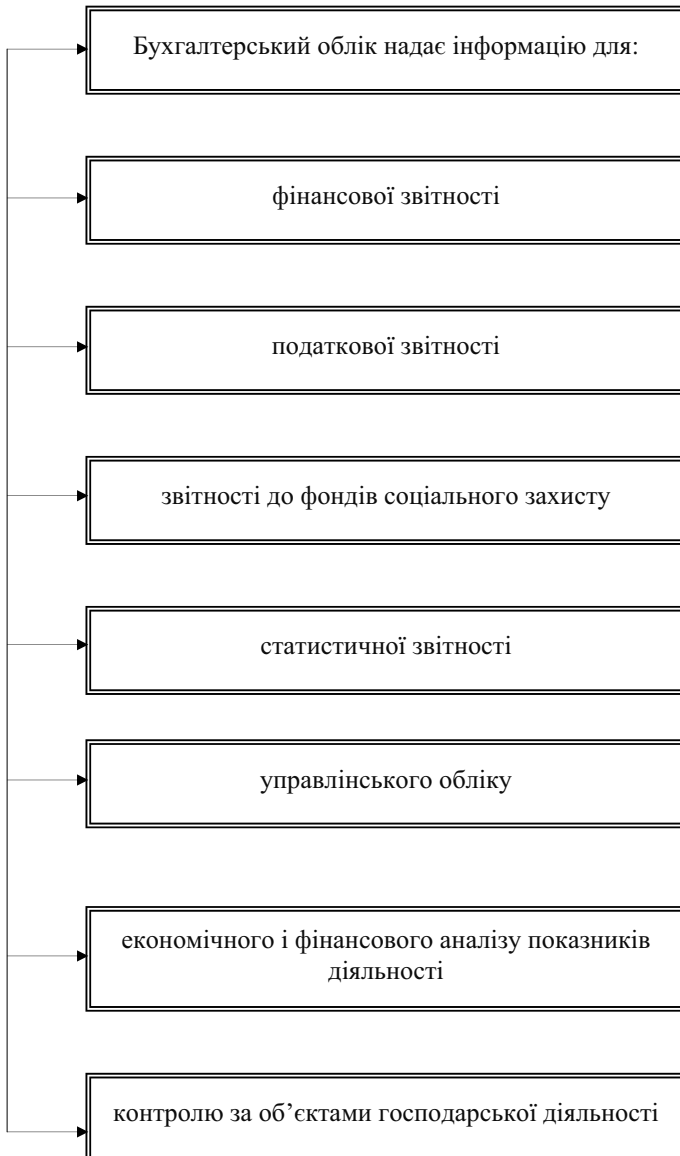 Бухгалтерський облік надає інформацію для:
фінансової звітності
податкової звітності
звітності до фондів соціального захисту
статистичної звітності
управлінського обліку
економічного і фінансового аналізу показників
діяльності
контролю за об’єктами господарської діяльності